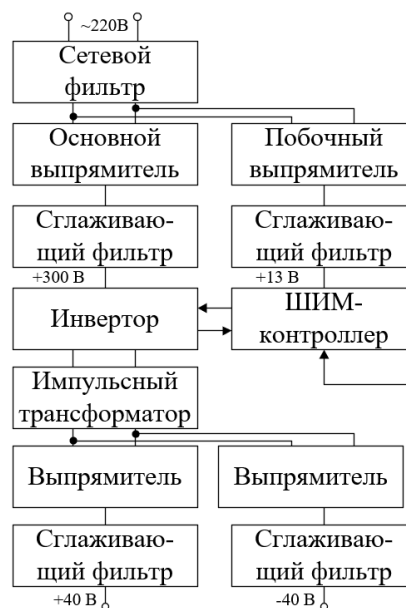 ~220В
Сетевой
фильтр
Основной
выпрямитель
Побочный
выпрямитель
Сглаживаю-
щий фильтр
Сглаживаю-
щий фильтр
+300 В
+13 В
Инвертор
ШИМ-
контроллер
Импульсный
трансформатор
Выпрямитель
Выпрямитель
Сглаживаю-
щий фильтр
Сглаживаю-
щий фильтр
+40 В
-40 В